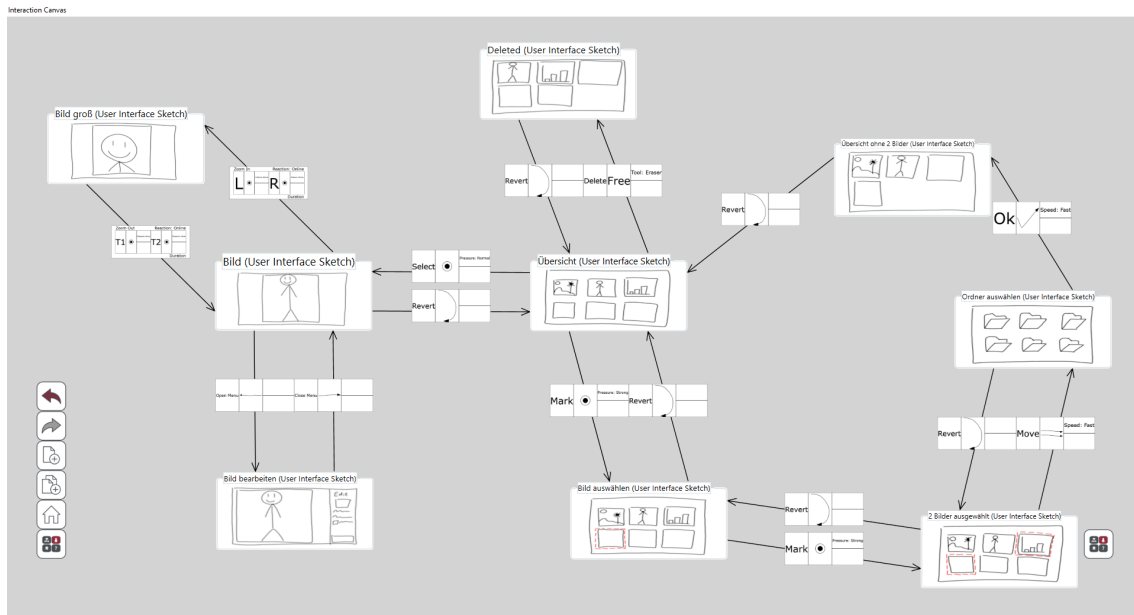 Interaction Canvas
Deleted (User Interface Sketch)
Bild groß (User Interface Sketch)
Übersicht ohne 2 Bilder (User Interface Sketch)
Zoom In
Reaction: Online
L
R
Duration
Revert
Delete
Free
Tool: Eraser
Revert
Ok
Speed: Fast
Zoom Out
Reaction: Online
T1
T2
Duration
Bild (User Interface Sketch)
Select
Pressure: Normal
Revert
Übersicht (User Interface Sketch)
Ordner auswählen (User Interface Sketch)
Open Menu
Close Menu
Mark
Pressure: Strong
Revert
Revert
Move
Speed: Fast
Bild bearbeiten (User Interface Sketch)
Edit
Bild auswählen (User Interface Sketch)
Revert
Mark
Pressure: Strong
2 Bilder ausgewählt (User Interface Sketch)